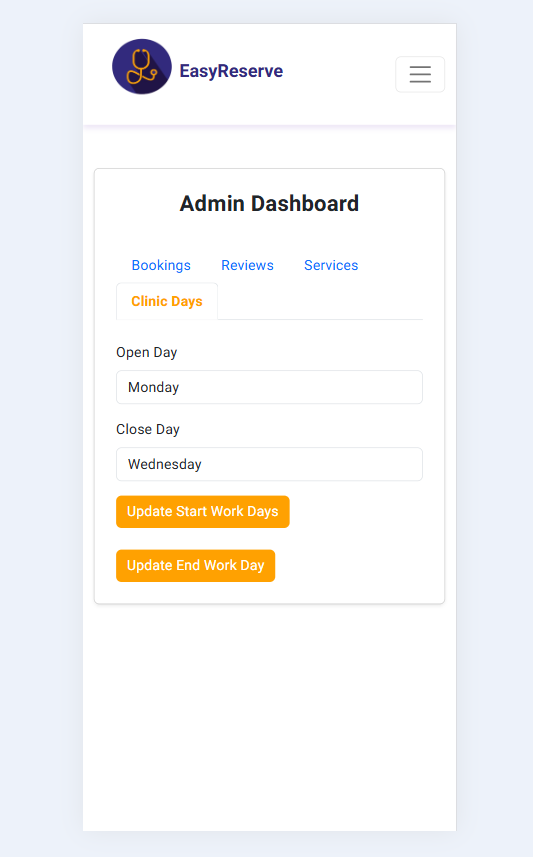 EasyReserve
Admin Dashboard
Bookings Reviews Services
Clinic Days
Open Day
Monday
Close Day
Wednesday
Update Start Work Days
Update End Work Day